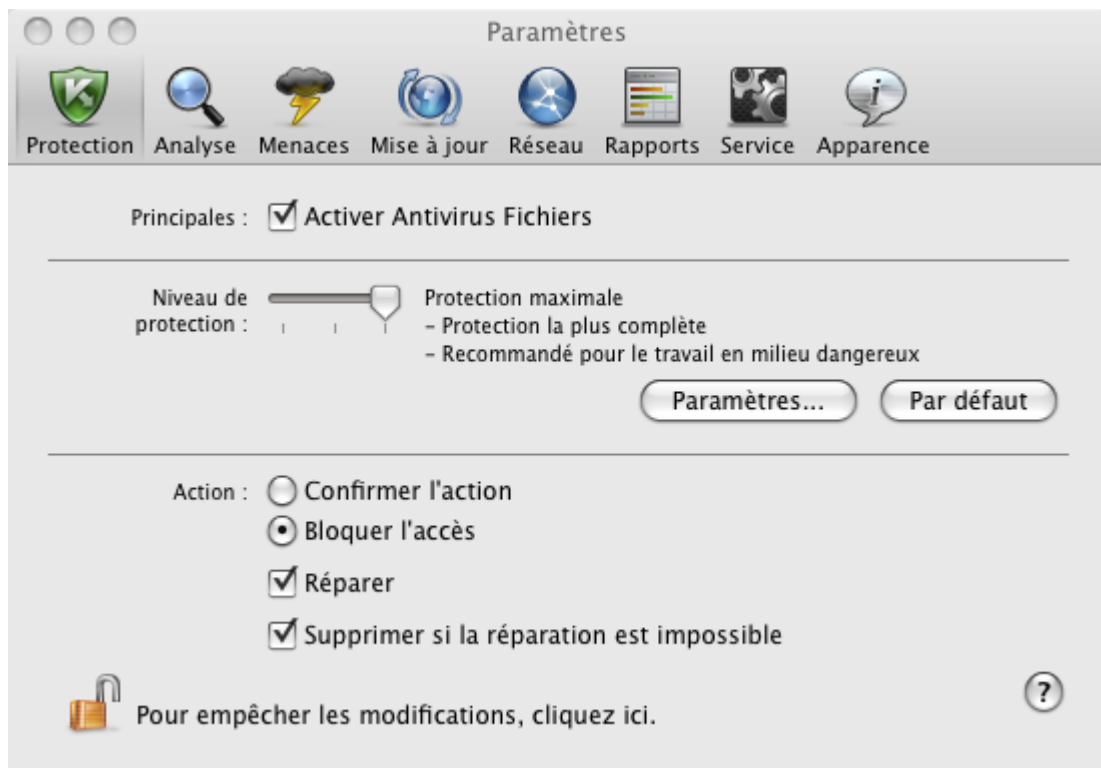 Paramètres
Protection Analyse Menaces Mise à jour Réseau Rapports Service Apparence
Principales : Activer Antivirus Fichiers
Niveau de protection : Protection maximale
– Protection la plus complète
– Recommandé pour le travail en milieu dangereux
Paramètres... Par défaut
Action : Confirmer l'action
Bloquer l'accès
Réparer
Supprimer si la réparation est impossible
Pour empêcher les modifications, cliquez ici. ?